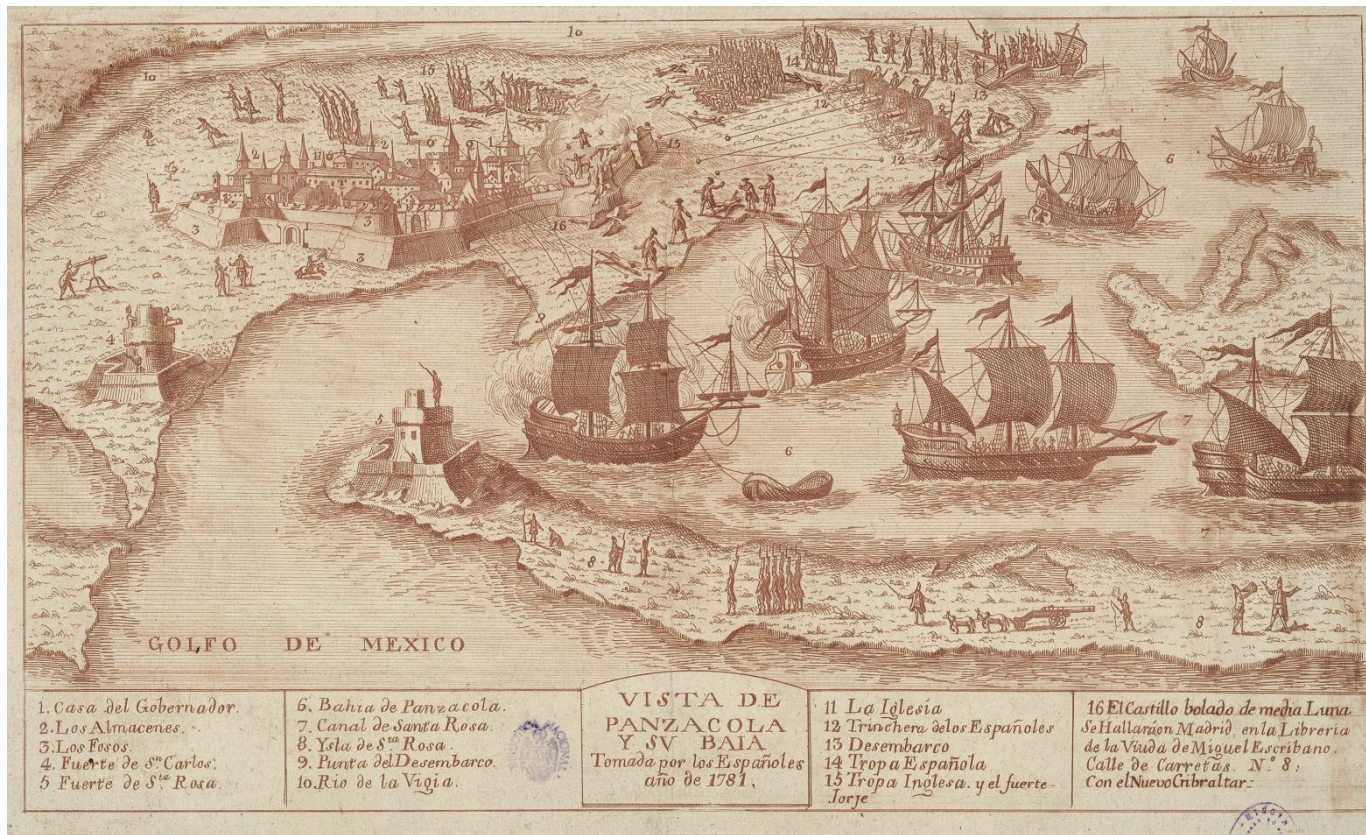 GOLFO DE MEXICO
1. Casa del Gobernador.
2. Los Almacenes.
3. Los Fosos.
4. Fuerte de Sn. Carlos.
5 Fuerte de Sta. Rosa.
6. Bahia de Panzacola.
7. Canal de Santa Rosa.
8. Ysla de Sta Rosa.
9. Punta del Desembarco.
10. Rio de la Vigia.
VISTA DE
PANZACOLA
Y SV BAIA
Tomada por los Españoles
año de 1781.
11 La Iglesia
12 Trinchera delos Españoles
13 Desembarco
14 Tropa Española
15 Tropa Inglesa. y el fuerte
Jorje
16 El Castillo bolado de media Luna
Se Hallaràn en Madrid, en la Libreria
de la Viuda de Miguel Escribano.
Calle de Carretas. N.º 8:
Con el Nuevo Gribraltar